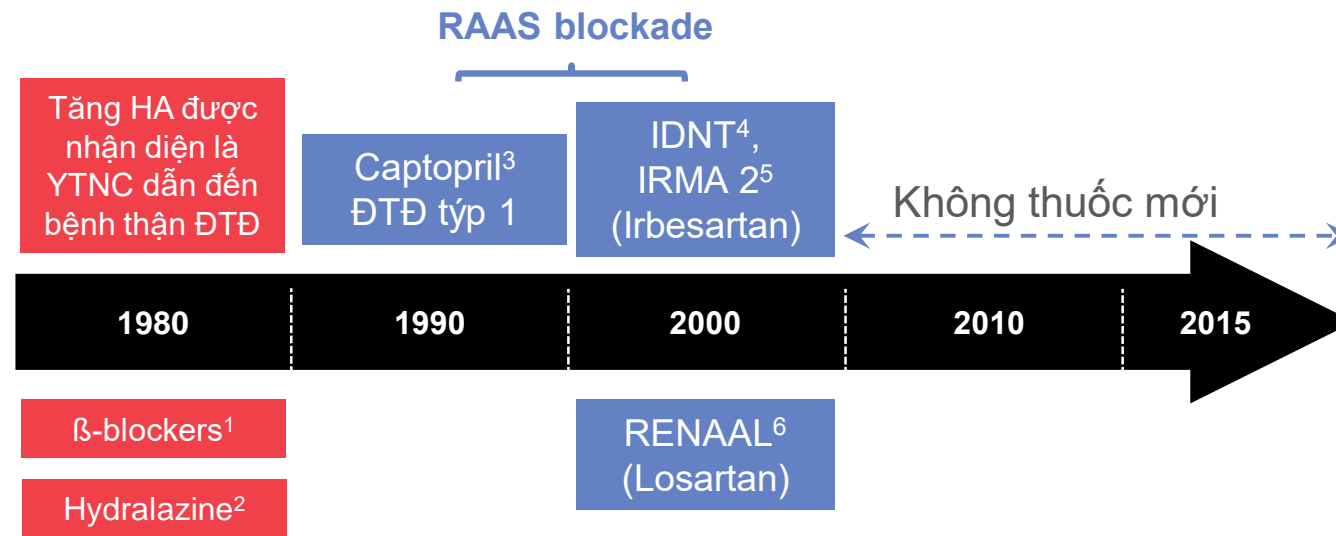 RAAS blockade
Tăng HA được
nhận diện là
YTNC dẫn đến
bệnh thận ĐTĐ
Captopril³
ĐTĐ týp 1
IDNT⁴,
IRMA 2⁵
(Irbesartan)
Không thuốc mới
1980
1990
2000
2010
2015
ß-blockers¹
Hydralazine²
RENAAL⁶
(Losartan)